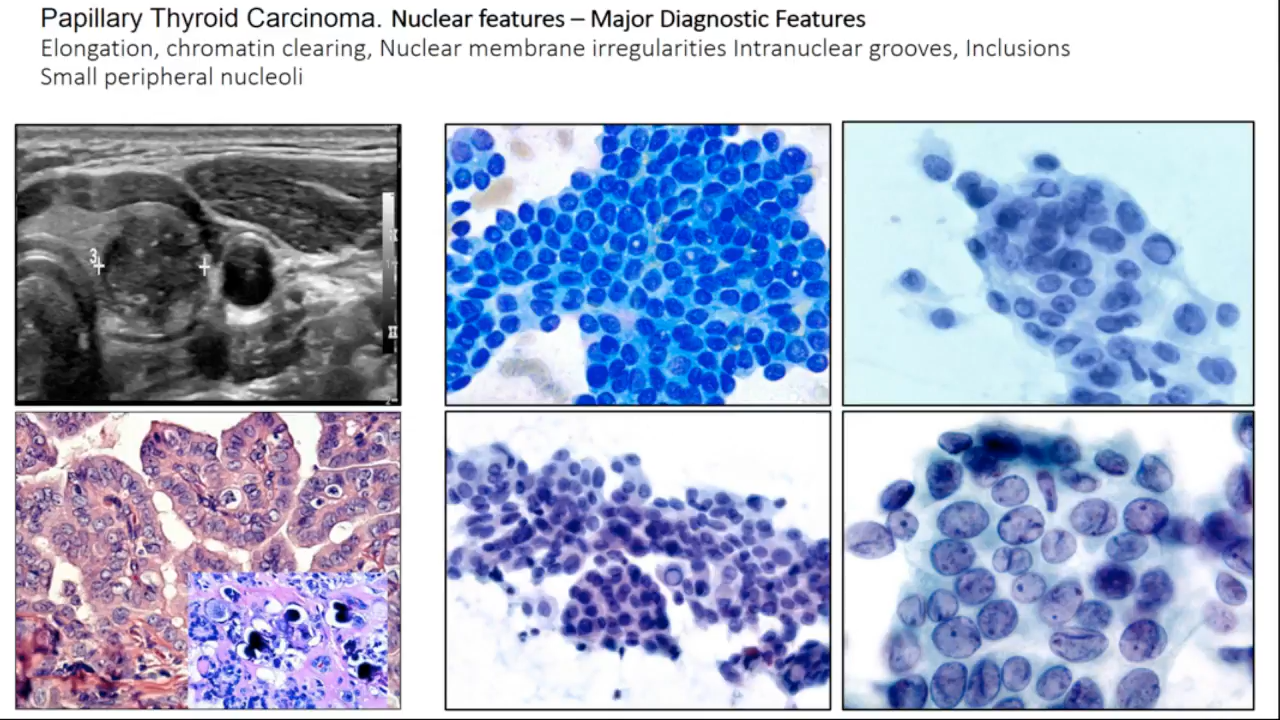 Papillary Thyroid Carcinoma. Nuclear features – Major Diagnostic Features
Elongation, chromatin clearing, Nuclear membrane irregularities Intranuclear grooves, Inclusions
Small peripheral nucleoli
3